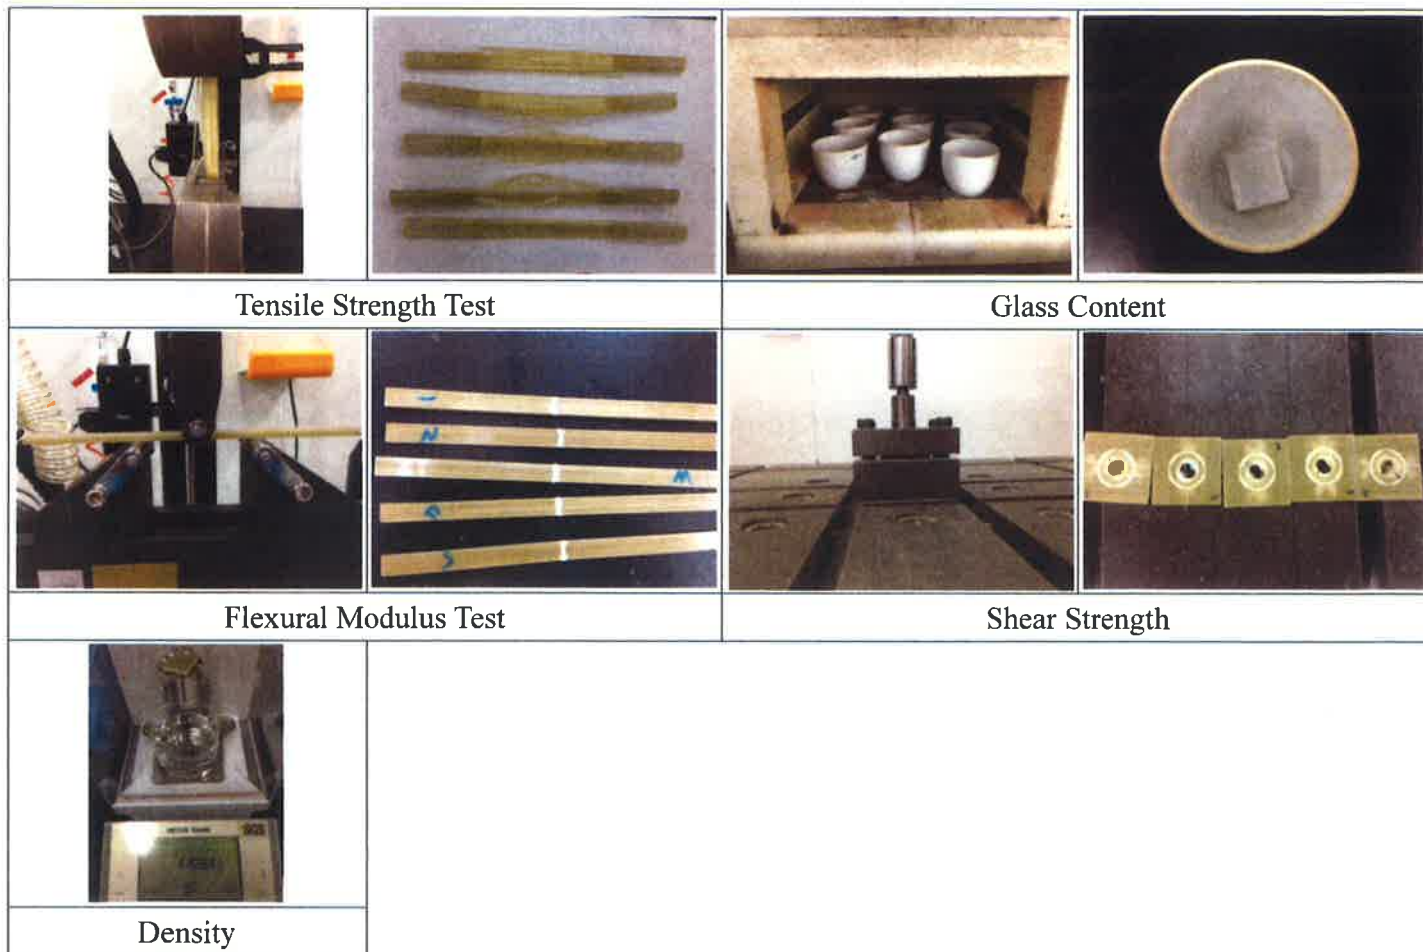 Tensile Strength Test
Glass Content
Flexural Modulus Test
Shear Strength
Density